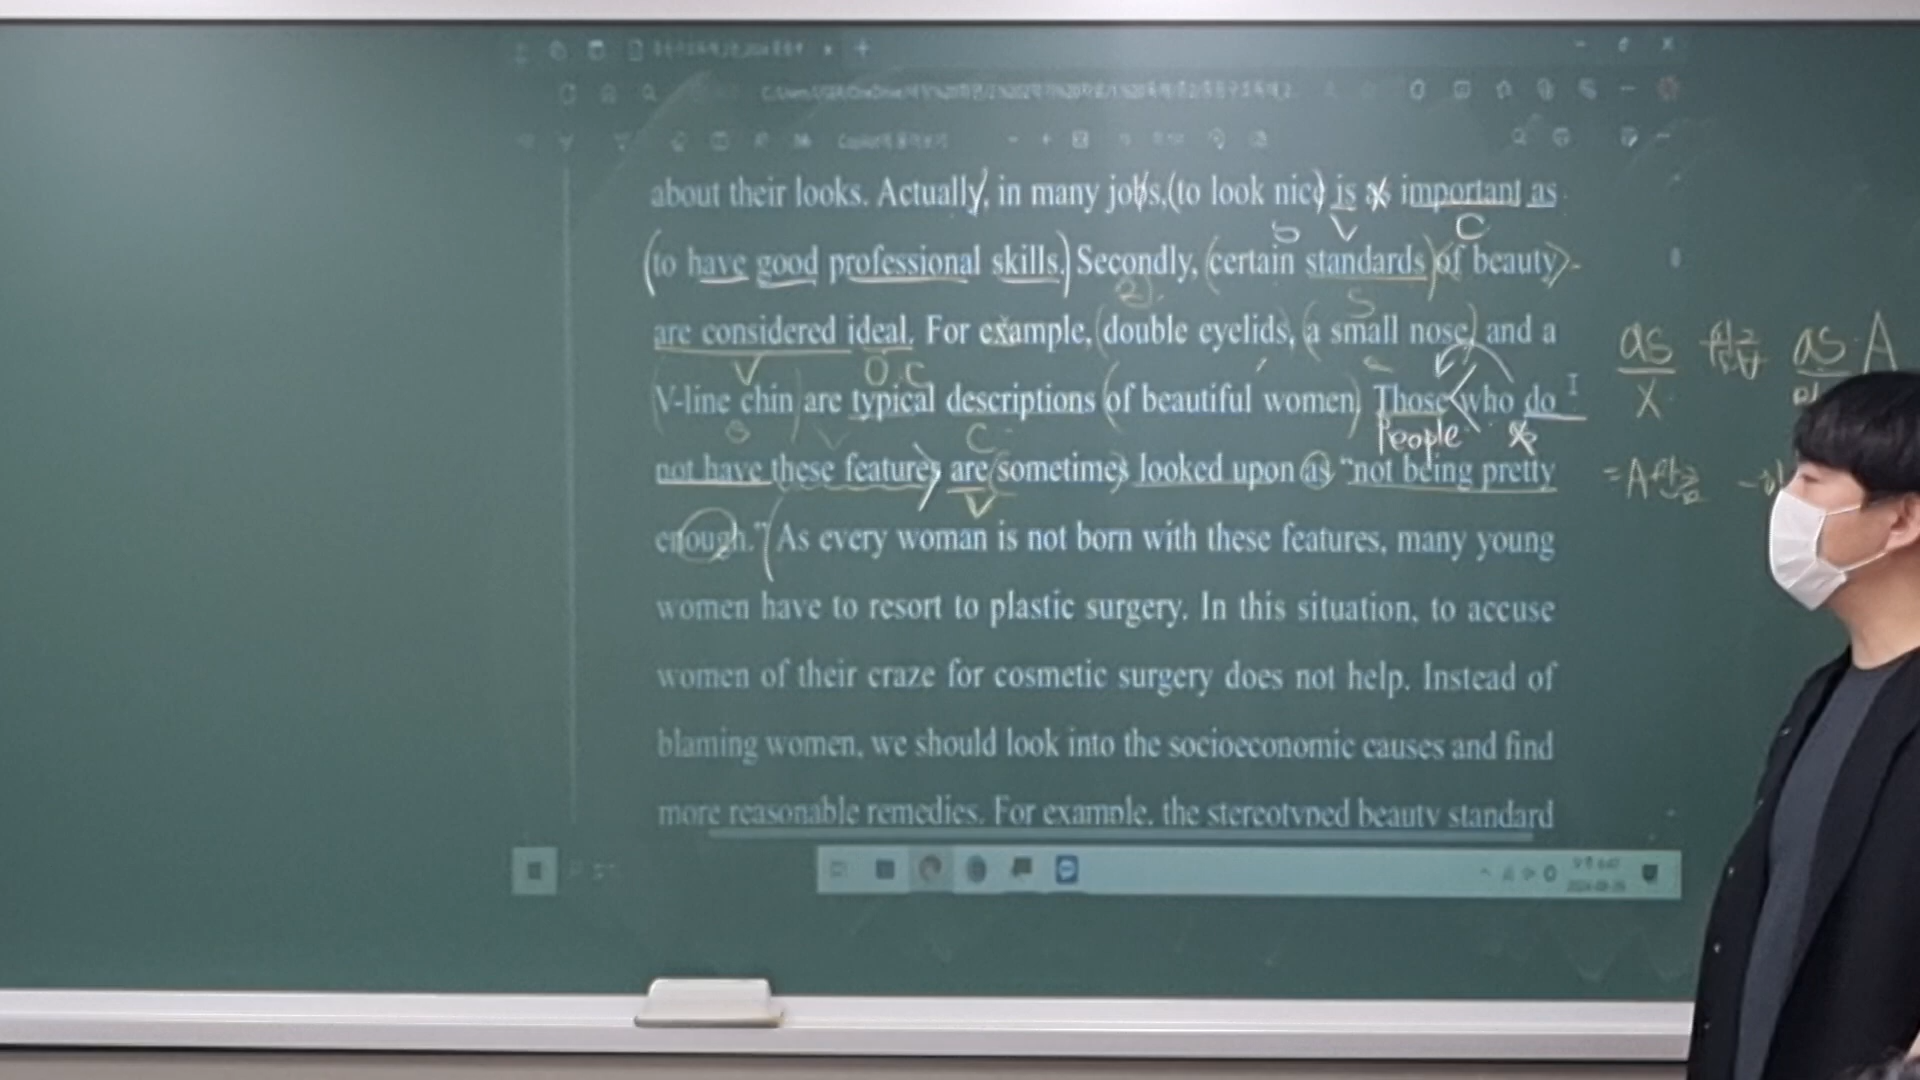 about their looks. Actually, in many jobs, (to look nice) is as important as
S V C
(to have good professional skills.) Secondly, (certain standards) (of beauty)
2) S
are considered ideal. For example, (double eyelids, (a small nose) and a
V O.C
as 형/부 as A
X
(V-line chin) are typical descriptions (of beautiful women) Those <who do
V C People
not have these features> are (sometimes) looked upon as "not being pretty
V
= A만큼
enough." (As every woman is not born with these features, many young
women have to resort to plastic surgery. In this situation, to accuse
women of their craze for cosmetic surgery does not help. Instead of
blaming women, we should look into the socioeconomic causes and find
more reasonable remedies. For example, the stereotyped beauty standard